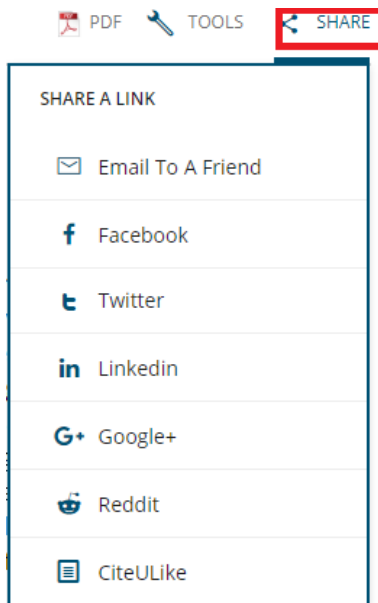 PDF TOOLS SHARE
SHARE A LINK
Email To A Friend
Facebook
Twitter
Linkedin
Google+
Reddit
CiteULike